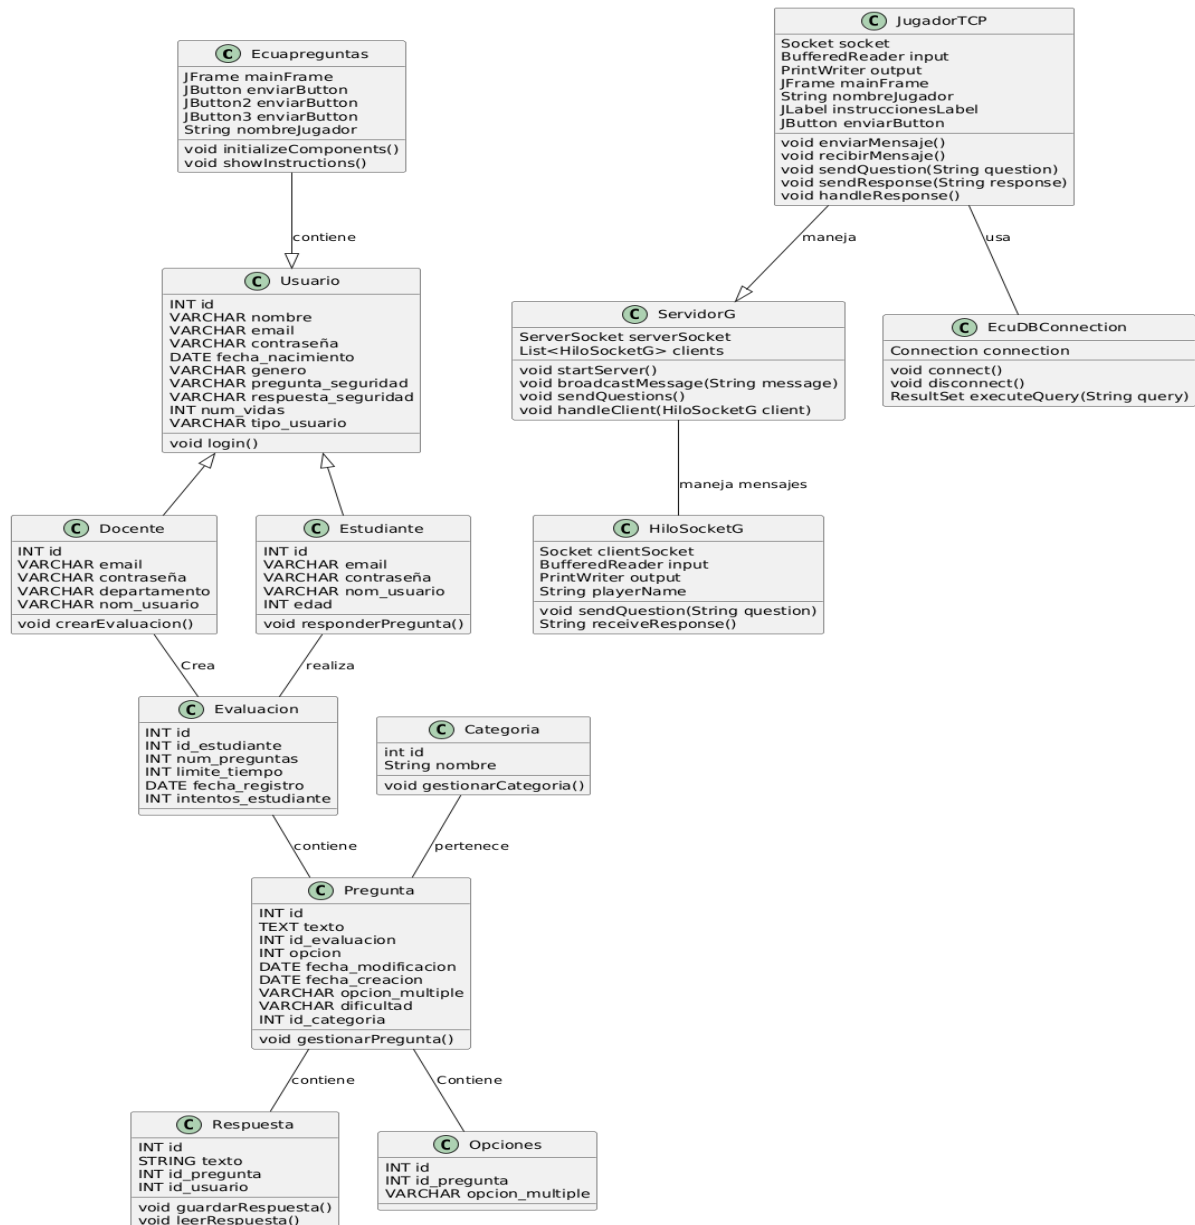 C Ecuapreguntas
JFrame mainFrame
JButton enviarButton
JButton2 enviarButton
JButton3 enviarButton
String nombreJugador
void initializeComponents()
void showInstructions()
contiene
C Usuario
INT id
VARCHAR nombre
VARCHAR email
VARCHAR contraseña
DATE fecha_nacimiento
VARCHAR genero
VARCHAR pregunta_seguridad
VARCHAR respuesta_seguridad
INT num_vidas
VARCHAR tipo_usuario
void login()
C Docente
INT id
VARCHAR email
VARCHAR contraseña
VARCHAR departamento
VARCHAR nom_usuario
void crearEvaluacion()
C Estudiante
INT id
VARCHAR email
VARCHAR contraseña
VARCHAR nom_usuario
INT edad
void responderPregunta()
Crea
realiza
C Evaluacion
INT id
INT id_estudiante
INT num_preguntas
INT limite_tiempo
DATE fecha_registro
INT intentos_estudiante
C Categoria
int id
String nombre
void gestionarCategoria()
contiene
pertenece
C Pregunta
INT id
TEXT texto
INT id_evaluacion
INT opcion
DATE fecha_modificacion
DATE fecha_creacion
VARCHAR opcion_multiple
VARCHAR dificultad
INT id_categoria
void gestionarPregunta()
contiene
Contiene
C Respuesta
INT id
STRING texto
INT id_pregunta
INT id_usuario
void guardarRespuesta()
void leerRespuesta()
C Opciones
INT id
INT id_pregunta
VARCHAR opcion_multiple
C JugadorTCP
Socket socket
BufferedReader input
PrintWriter output
JFrame mainFrame
String nombreJugador
JLabel instruccionesLabel
JButton enviarButton
void enviarMensaje()
void recibirMensaje()
void sendQuestion(String question)
void sendResponse(String response)
void handleResponse()
maneja
usa
C ServidorG
ServerSocket serverSocket
List<HiloSocketG> clients
void startServer()
void broadcastMessage(String message)
void sendQuestions()
void handleClient(HiloSocketG client)
C EcuDBConnection
Connection connection
void connect()
void disconnect()
ResultSet executeQuery(String query)
maneja mensajes
C HiloSocketG
Socket clientSocket
BufferedReader input
PrintWriter output
String playerName
void sendQuestion(String question)
String receiveResponse()